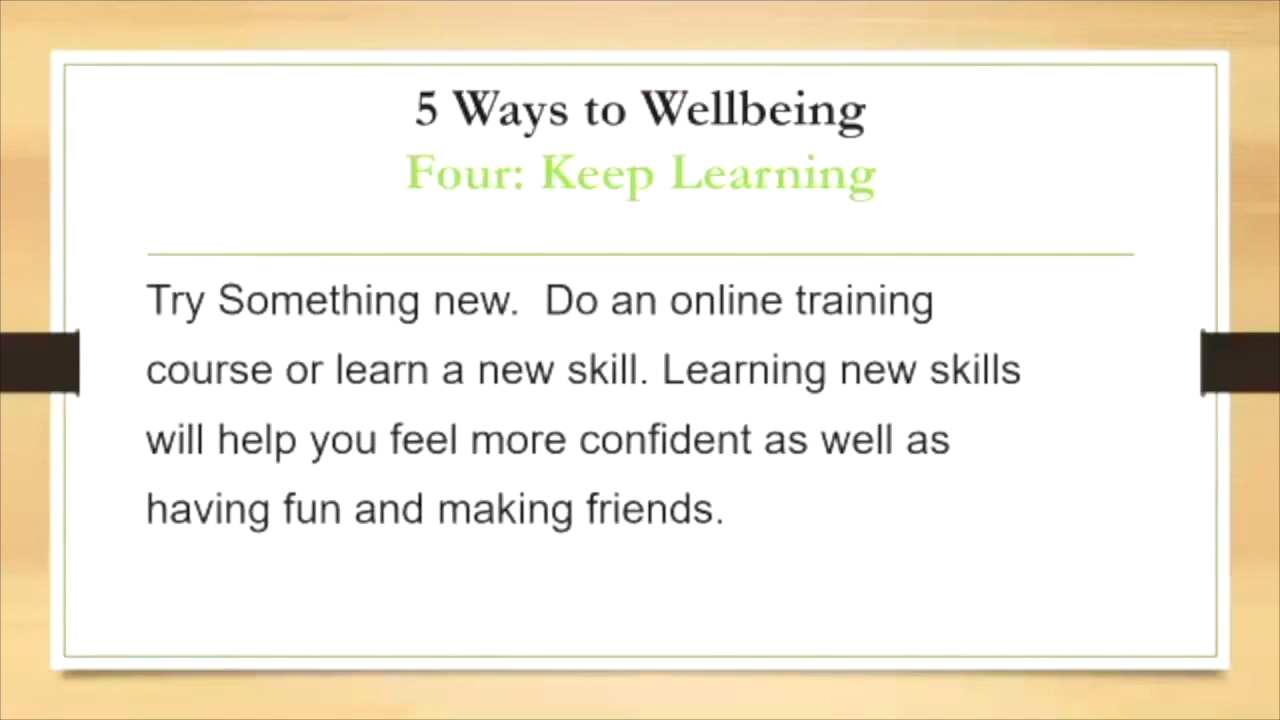 5 Ways to Wellbeing
Four: Keep Learning
Try Something new.  Do an online training
course or learn a new skill. Learning new skills
will help you feel more confident as well as
having fun and making friends.